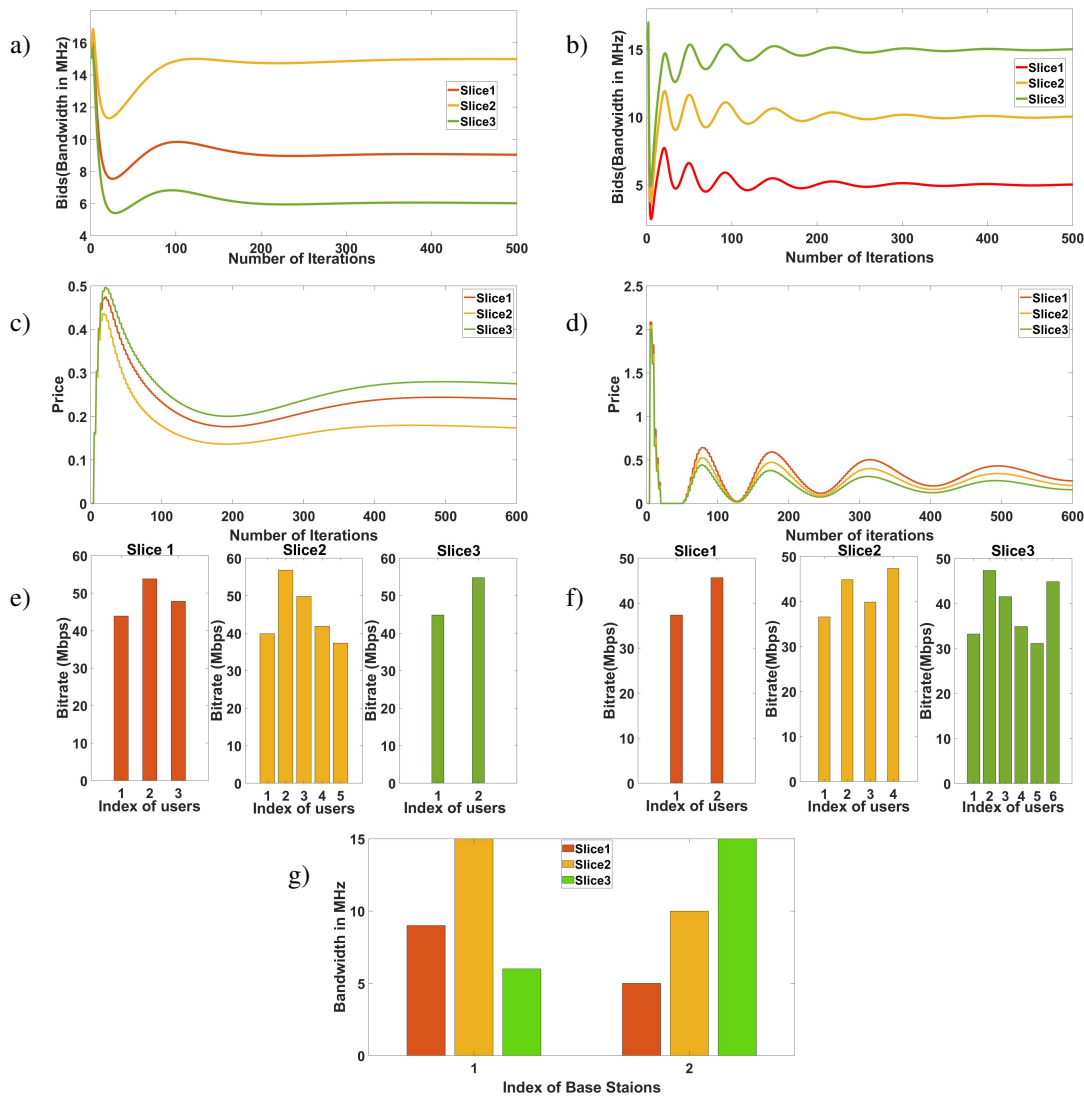 a)
Bids(Bandwidth in MHz)
16
14
12
10
8
6
4
0 100 200 300 400 500
Number of Iterations
Slice1
Slice2
Slice3
b)
Bids(Bandwidth in MHz)
15
10
5
0 100 200 300 400 500
Number of Iterations
Slice1
Slice2
Slice3
c)
Price
0.5
0.4
0.3
0.2
0.1
0
0 100 200 300 400 500 600
Number of Iterations
Slice1
Slice2
Slice3
d)
Price
2.5
2
1.5
1
0.5
0
0 100 200 300 400 500 600
Number of iterations
Slice1
Slice2
Slice3
e)
Slice 1
Bitrate (Mbps)
60
50
40
30
20
10
0
1 2 3
Index of users
Slice2
Bitrate (Mbps)
60
50
40
30
20
10
0
1 2 3 4 5
Index of users
Slice3
Bitrate (Mbps)
60
50
40
30
20
10
0
1 2
Index of users
f)
Slice1
Bitrate(Mbps)
50
40
30
20
10
0
1 2
Index of users
Slice2
Bitrate(Mbps)
50
40
30
20
10
0
1 2 3 4
Index of users
Slice3
Bitrate(Mbps)
50
40
30
20
10
0
1 2 3 4 5 6
Index of users
g)
Bandwidth in MHz
15
10
5
0
1 2
Index of Base Staions
Slice1
Slice2
Slice3